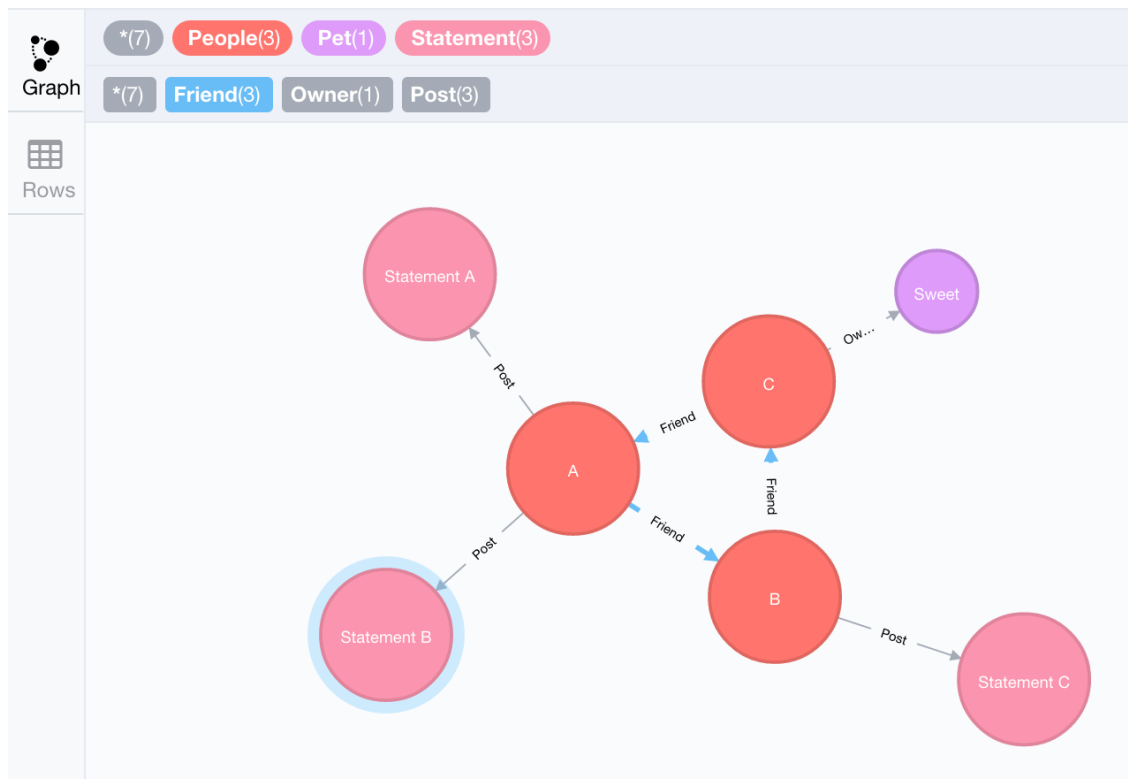 *(7) People(3) Pet(1) Statement(3)
Graph
*(7) Friend(3) Owner(1) Post(3)
Rows
Statement A
Sweet
Ow...
Post
C
Friend
A
Friend
Friend
Post
B
Statement B
Post
Statement C